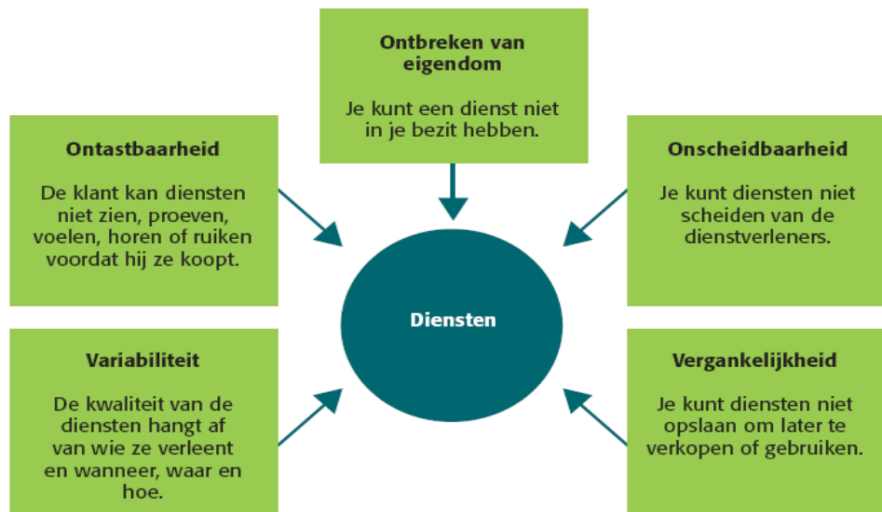 Ontbreken van
eigendom
Je kunt een dienst niet
in je bezit hebben.
Ontastbaarheid
De klant kan diensten
niet zien, proeven,
voelen, horen of ruiken
voordat hij ze koopt.
Onscheidbaarheid
Je kunt diensten niet
scheiden van de
dienstverleners.
Diensten
Variabiliteit
De kwaliteit van de
diensten hangt af
van wie ze verleent
en wanneer, waar en
hoe.
Vergankelijkheid
Je kunt diensten niet
opslaan om later te
verkopen of gebruiken.